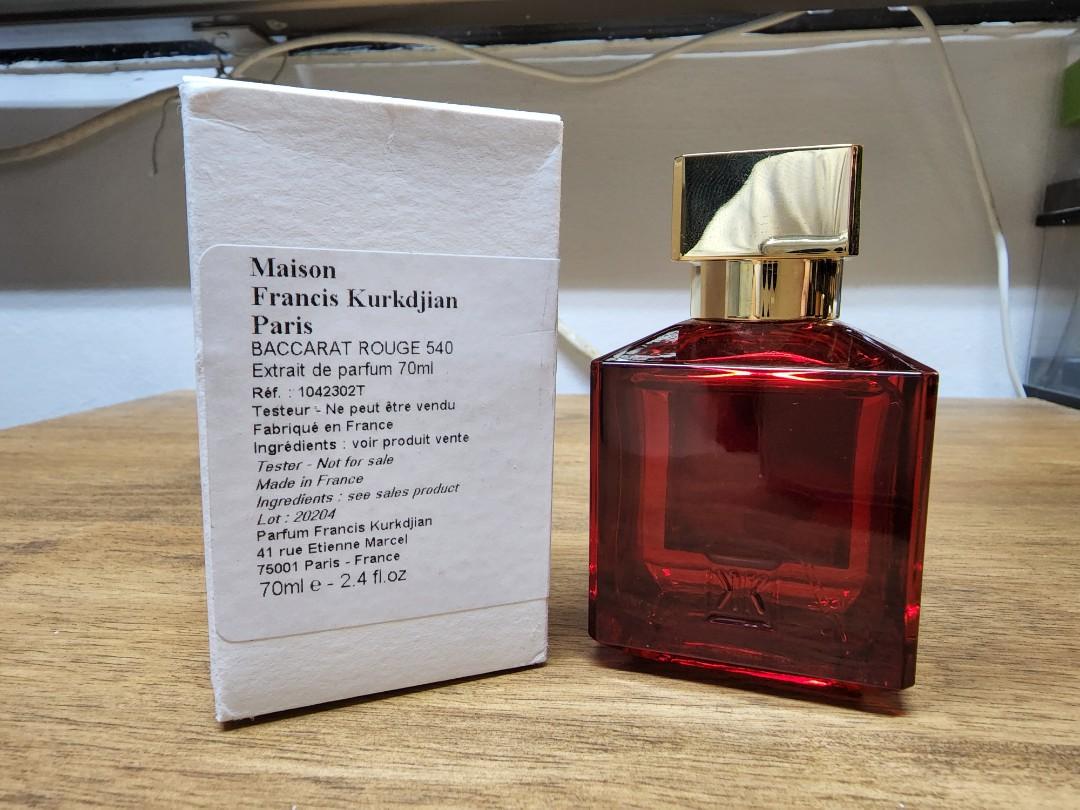 Maison
Francis Kurkdjian
Paris
BACCARAT ROUGE 540
Extrait de parfum 70ml
Réf. : 1042302T
Testeur - Ne peut être vendu
Fabriqué en France
Ingrédients : voir produit vente
Tester - Not for sale
Made in France
Ingredients : see sales product
Lot : 20204
Parfum Francis Kurkdjian
41 rue Etienne Marcel
75001 Paris - France
70ml e - 2.4 fl.oz